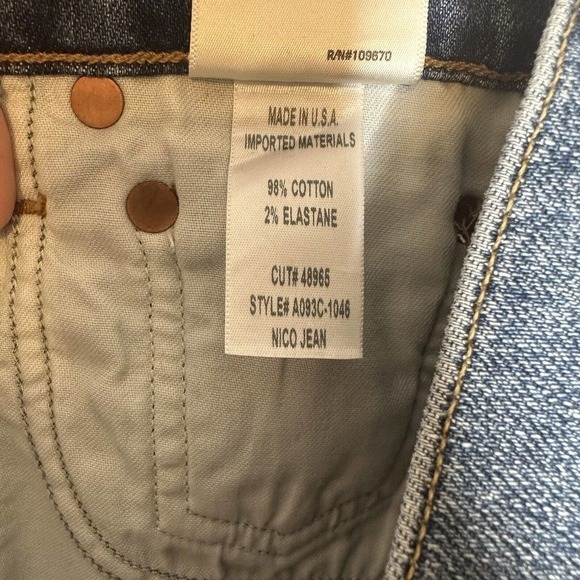 R/N#109670
MADE IN U.S.A.
IMPORTED MATERIALS
98% COTTON
2% ELASTANE
CUT# 48965
STYLE# A093C-1046
NICO JEAN